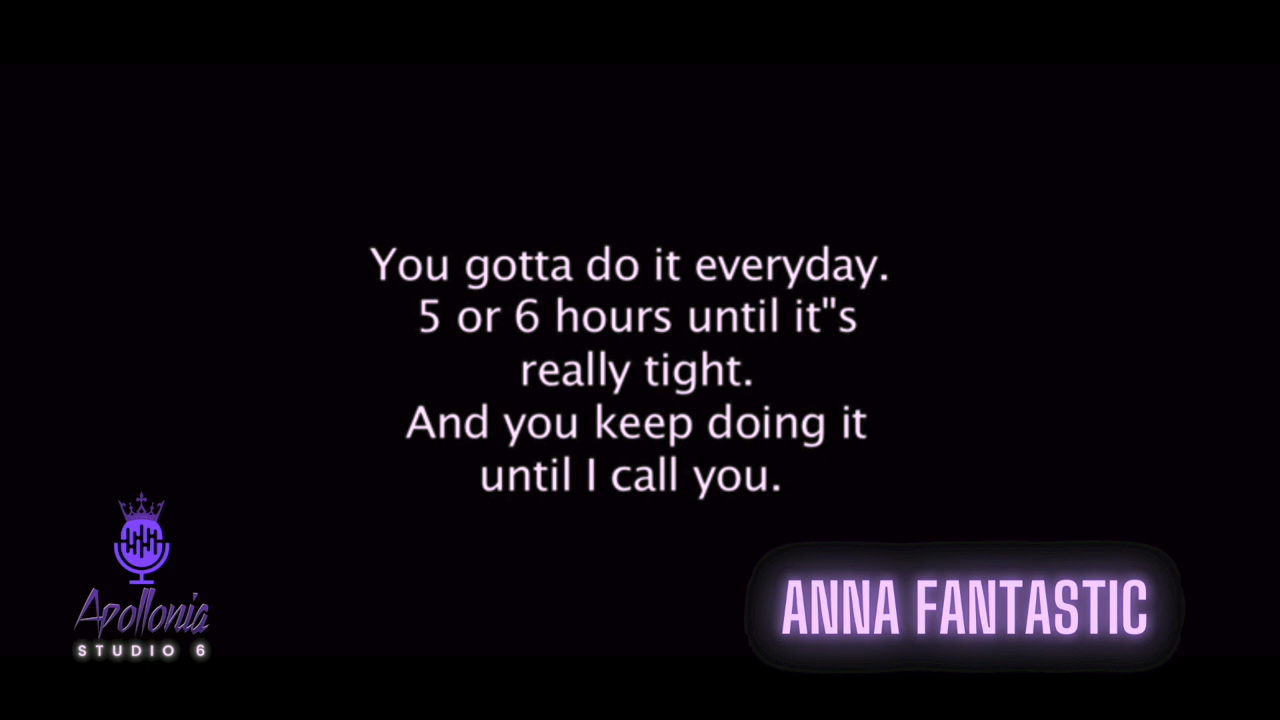 You gotta do it everyday.
5 or 6 hours until it"s
really tight.
And you keep doing it
until I call you.
Apollonia
STUDIO 6
ANNA FANTASTIC